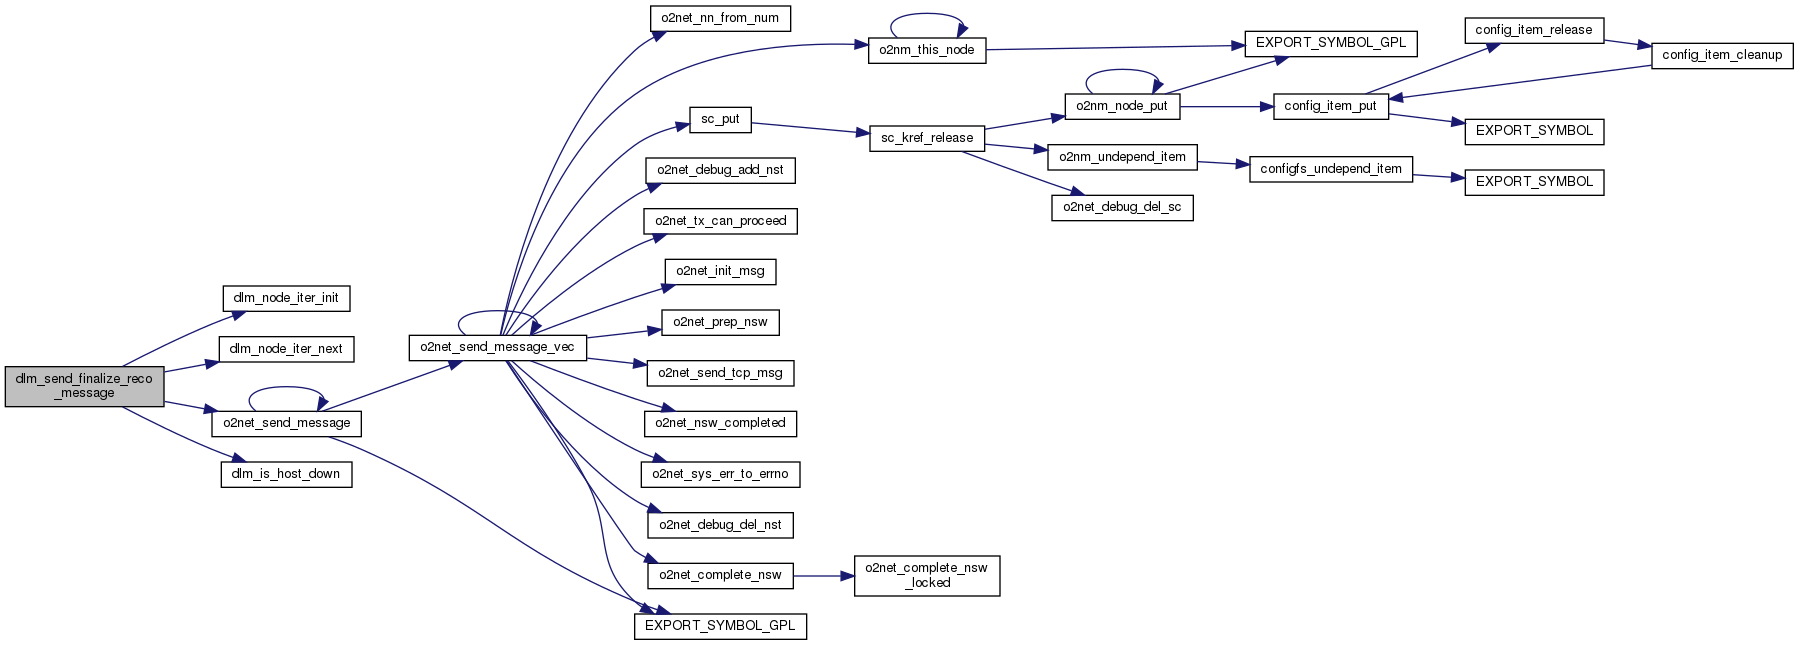 o2net_nn_from_num
o2nm_this_node
EXPORT_SYMBOL_GPL
config_item_release
config_item_cleanup
o2nm_node_put
config_item_put
EXPORT_SYMBOL
sc_put
sc_kref_release
o2nm_undepend_item
configfs_undepend_item
EXPORT_SYMBOL
o2net_debug_del_sc
o2net_debug_add_nst
o2net_tx_can_proceed
o2net_init_msg
o2net_prep_nsw
o2net_send_message_vec
o2net_send_tcp_msg
o2net_nsw_completed
o2net_sys_err_to_errno
o2net_debug_del_nst
o2net_complete_nsw
o2net_complete_nsw
_locked
EXPORT_SYMBOL_GPL
dlm_node_iter_init
dlm_node_iter_next
dlm_send_finalize_reco
_message
o2net_send_message
dlm_is_host_down